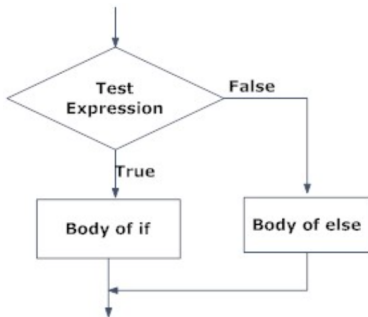 Test
Expression
False
True
Body of if
Body of else